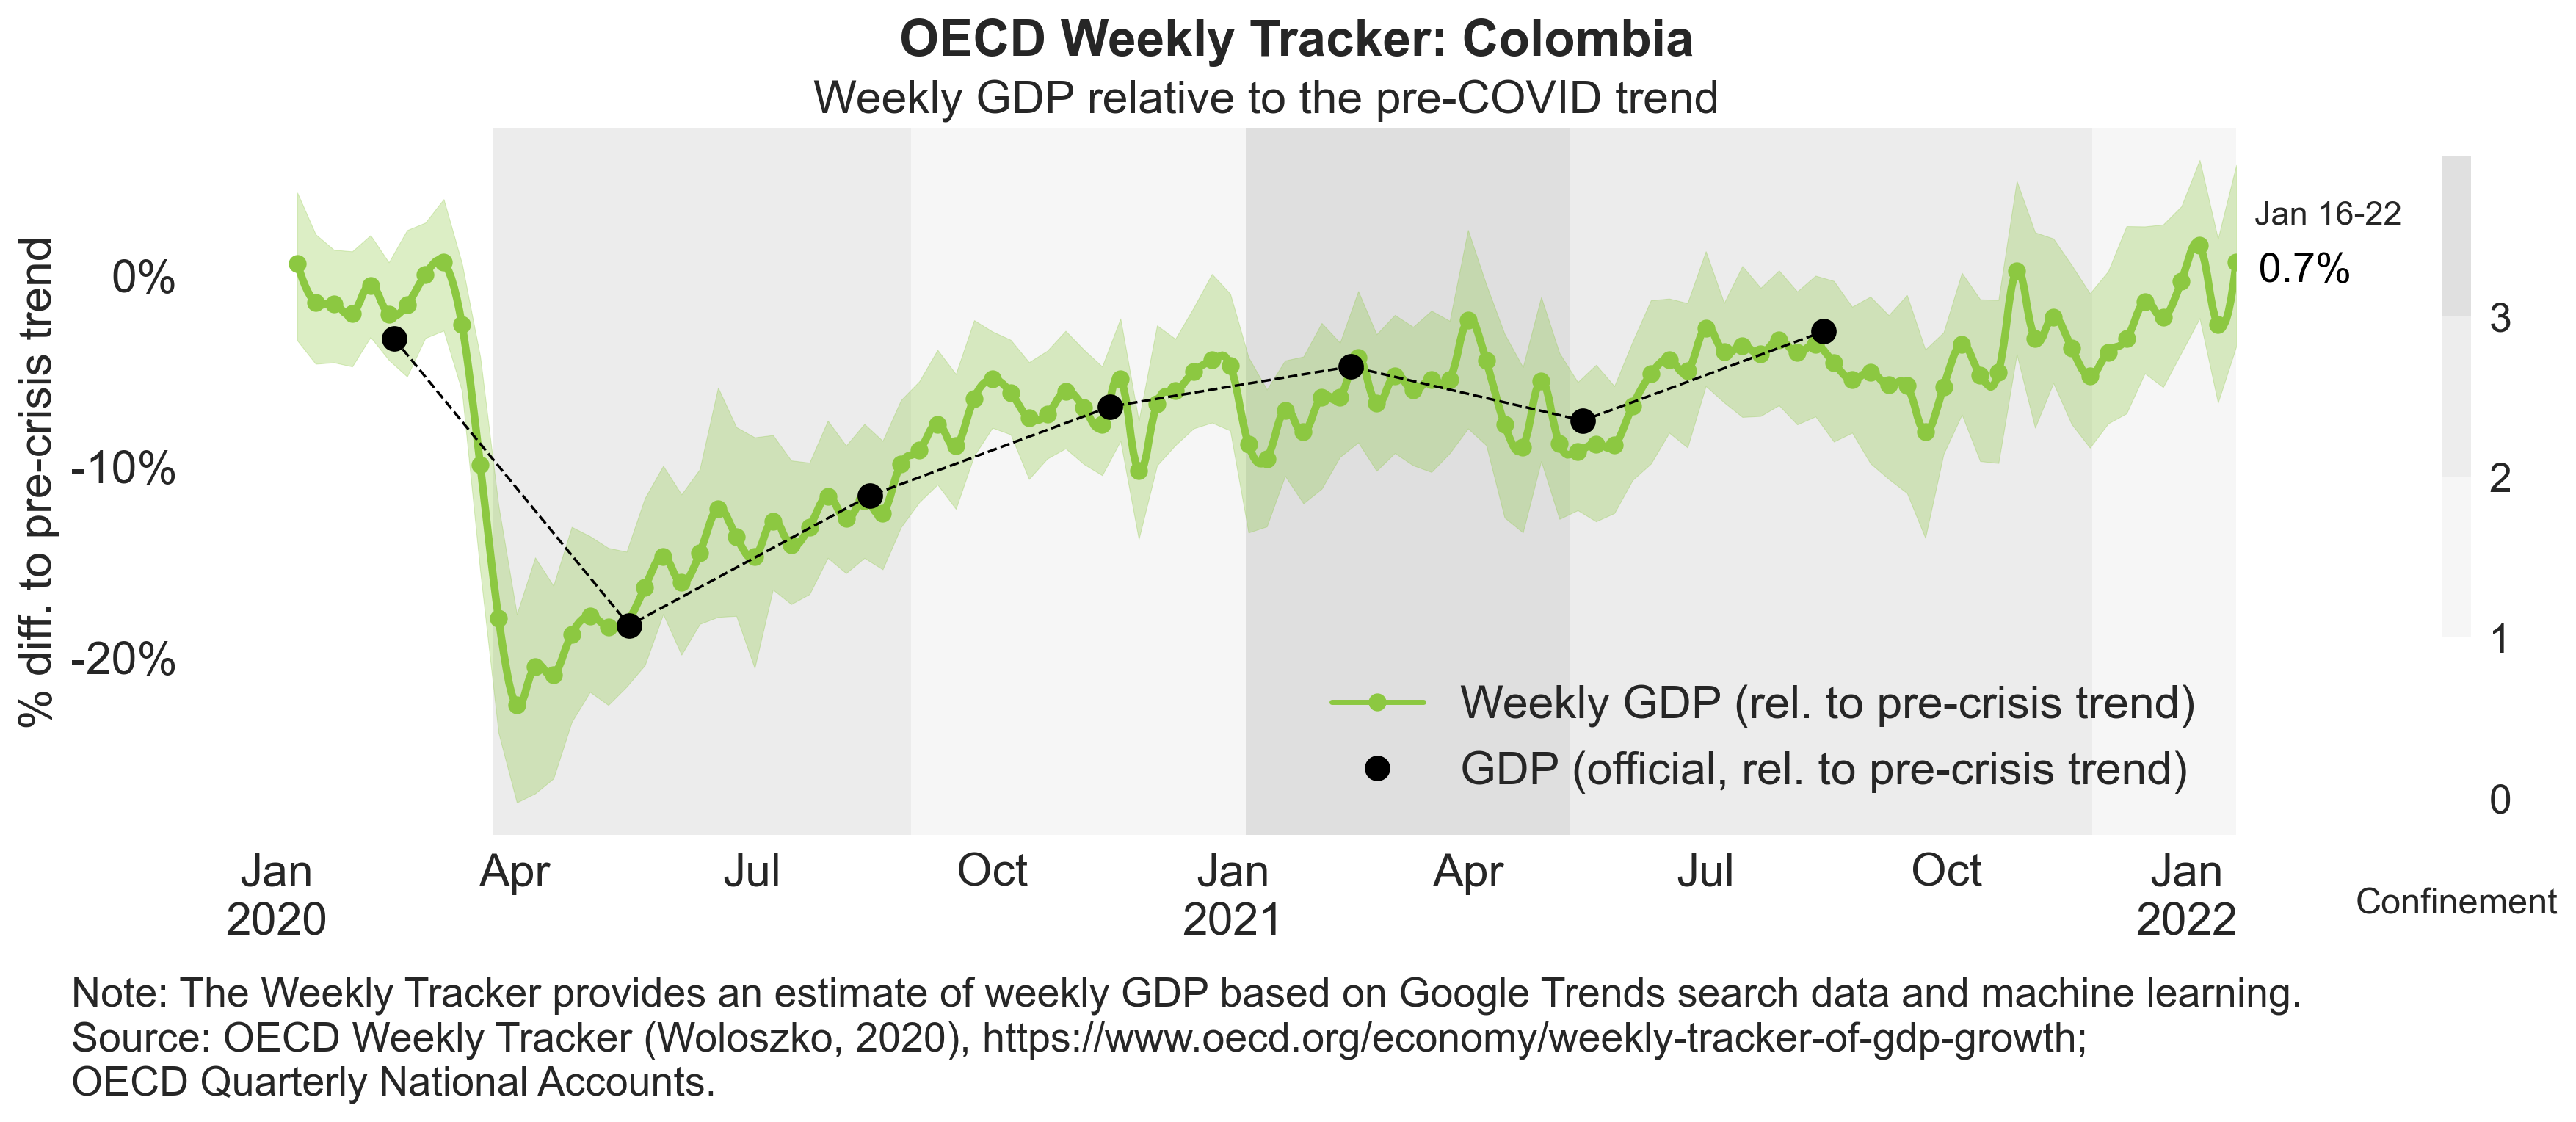 OECD Weekly Tracker: Colombia
Weekly GDP relative to the pre-COVID trend
% diff. to pre-crisis trend
0%
-10%
-20%
Jan 16-22
0.7%
3
2
1
0
Confinement
Weekly GDP (rel. to pre-crisis trend)
GDP (official, rel. to pre-crisis trend)
Jan Apr Jul Oct Jan Apr Jul Oct Jan
2020 2021 2022
Note: The Weekly Tracker provides an estimate of weekly GDP based on Google Trends search data and machine learning.
Source: OECD Weekly Tracker (Woloszko, 2020), https://www.oecd.org/economy/weekly-tracker-of-gdp-growth;
OECD Quarterly National Accounts.